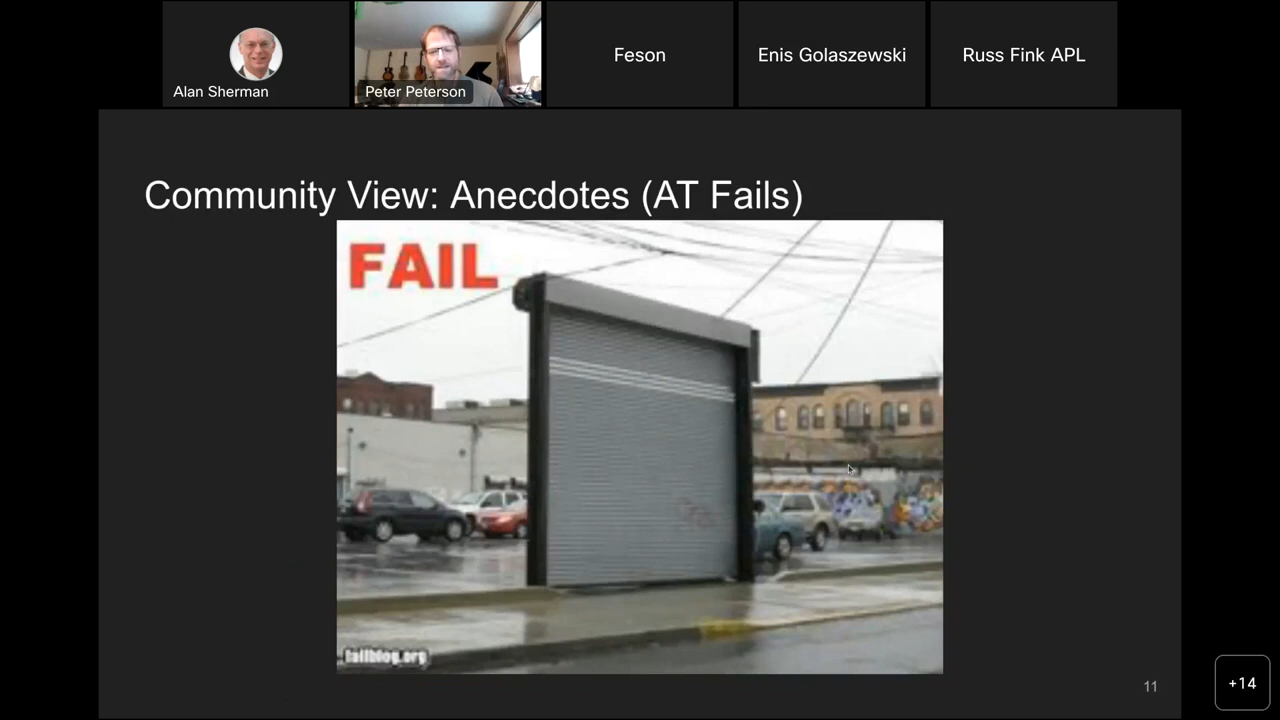 Alan Sherman
Peter Peterson
Feson
Enis Golaszewski
Russ Fink APL
Community View: Anecdotes (AT Fails)
FAIL
failblog.org
11
+14